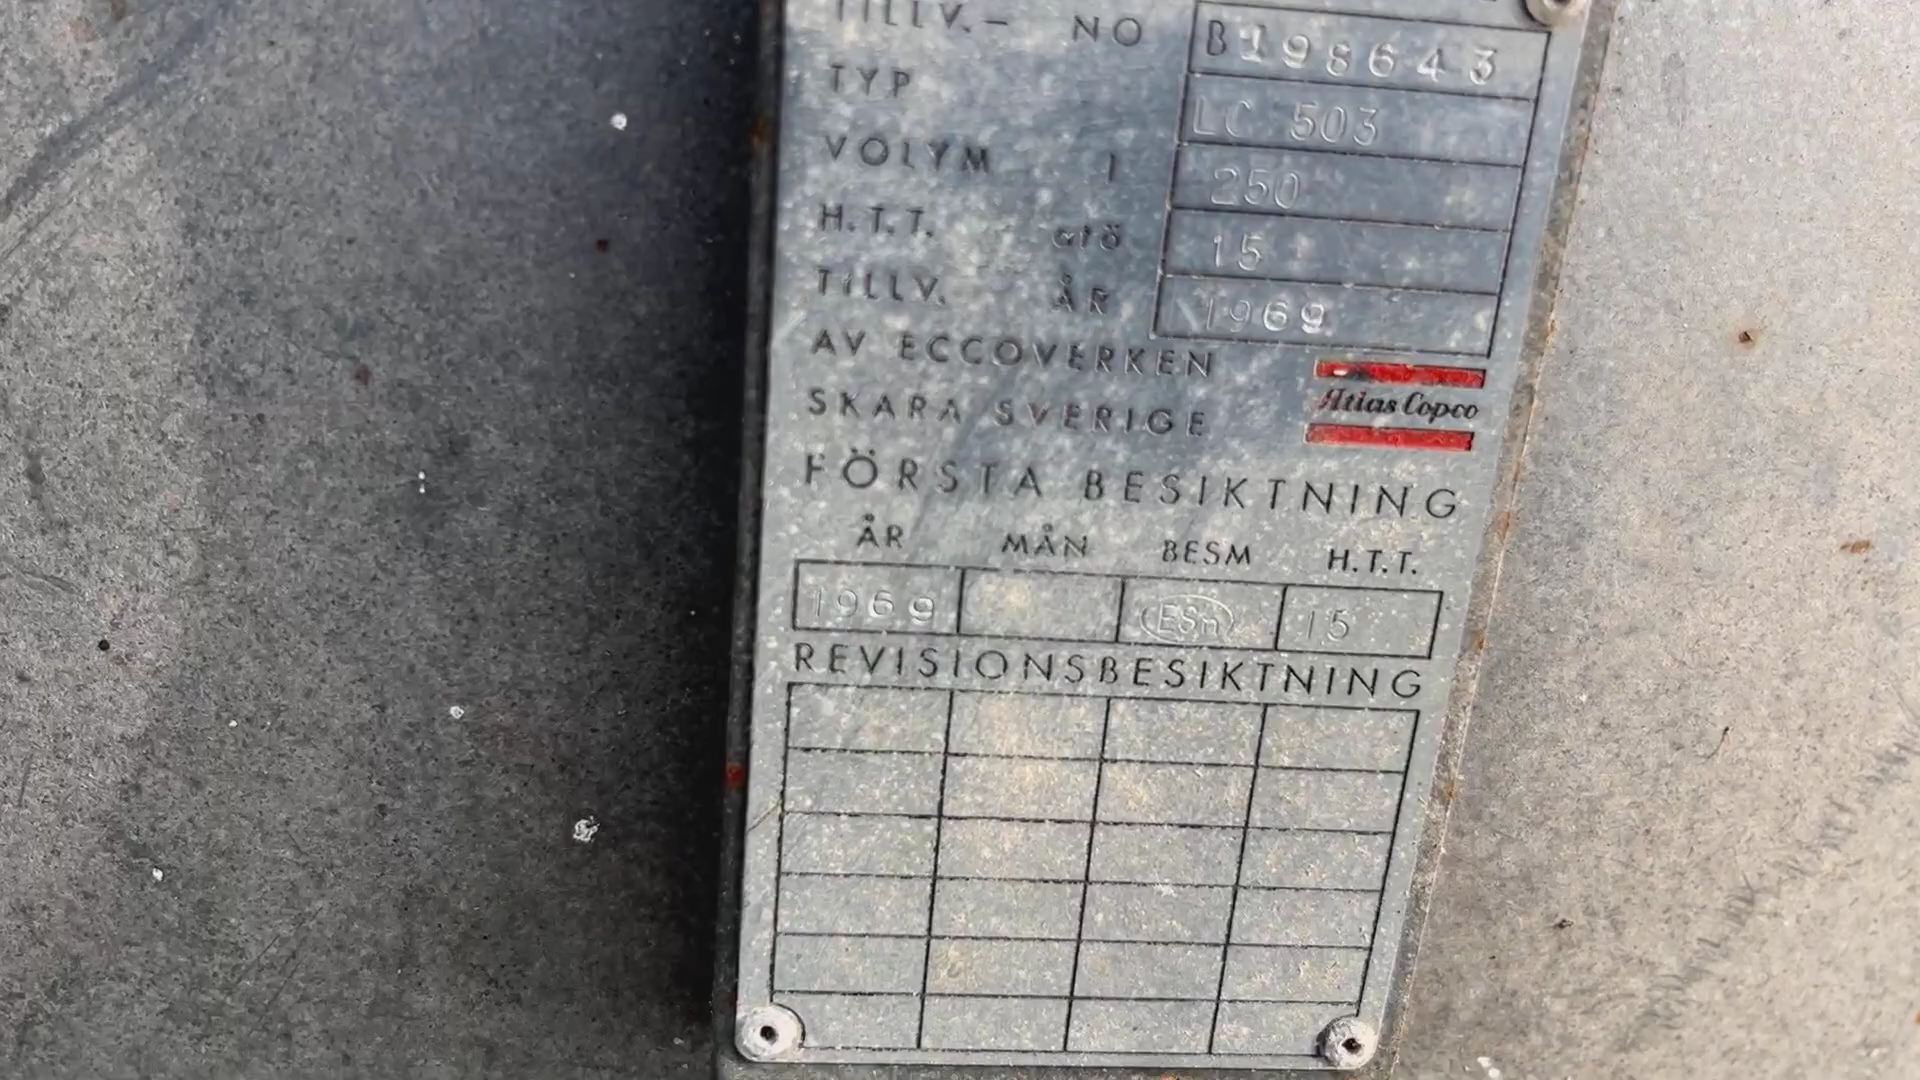 TILLV.- NO B198643
TYP LC 503
VOLYM l 250
H.T.T. atö 15
TILLV. ÅR 1969
AV ECCOVERKEN
SKARA SVERIGE
Atlas Copco
FÖRSTA BESIKTNING
ÅR MÅN BESM H.T.T.
1969 ESn 15
REVISIONSBESIKTNING